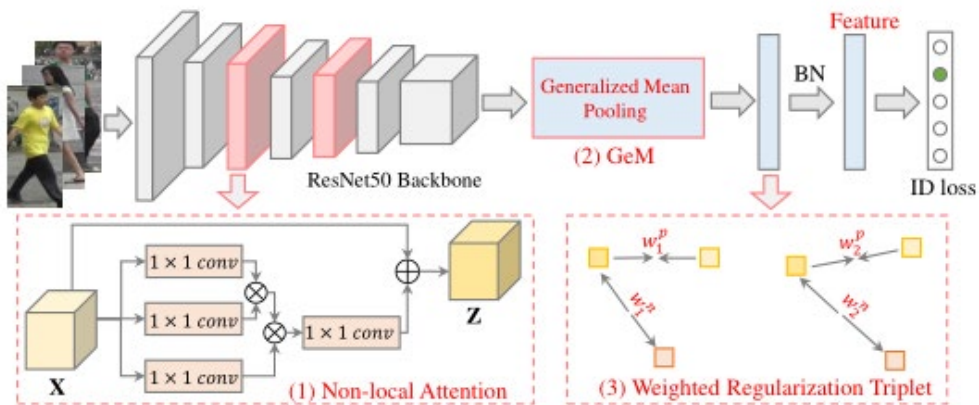 Feature
BN
Generalized Mean
Pooling
(2) GeM
ResNet50 Backbone
ID loss
1 × 1 conv
1 × 1 conv
1 × 1 conv
1 × 1 conv
X
Z
(1) Non-local Attention
w₁ᵖ
w₂ᵖ
w₁ⁿ
w₂ⁿ
(3) Weighted Regularization Triplet